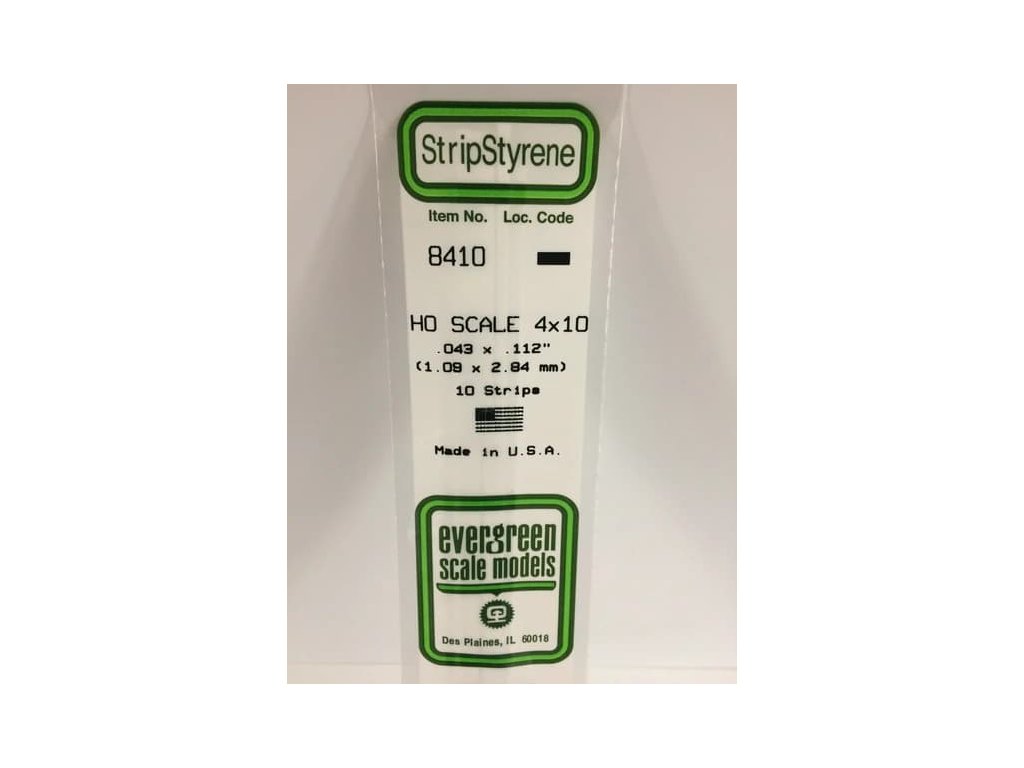 StripStyrene
Item No. Loc. Code
8410
HO SCALE 4x10
.043 x .112"
(1.09 x 2.84 mm)
10 Strips
Made in U.S.A.
evergreen
scale models
Des Plaines, IL 60018